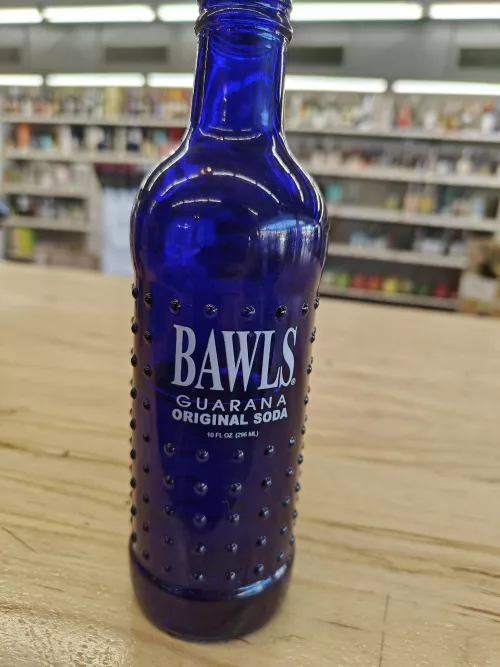 BAWLS®
GUARANA
ORIGINAL SODA
10 FL OZ. (296 ML)